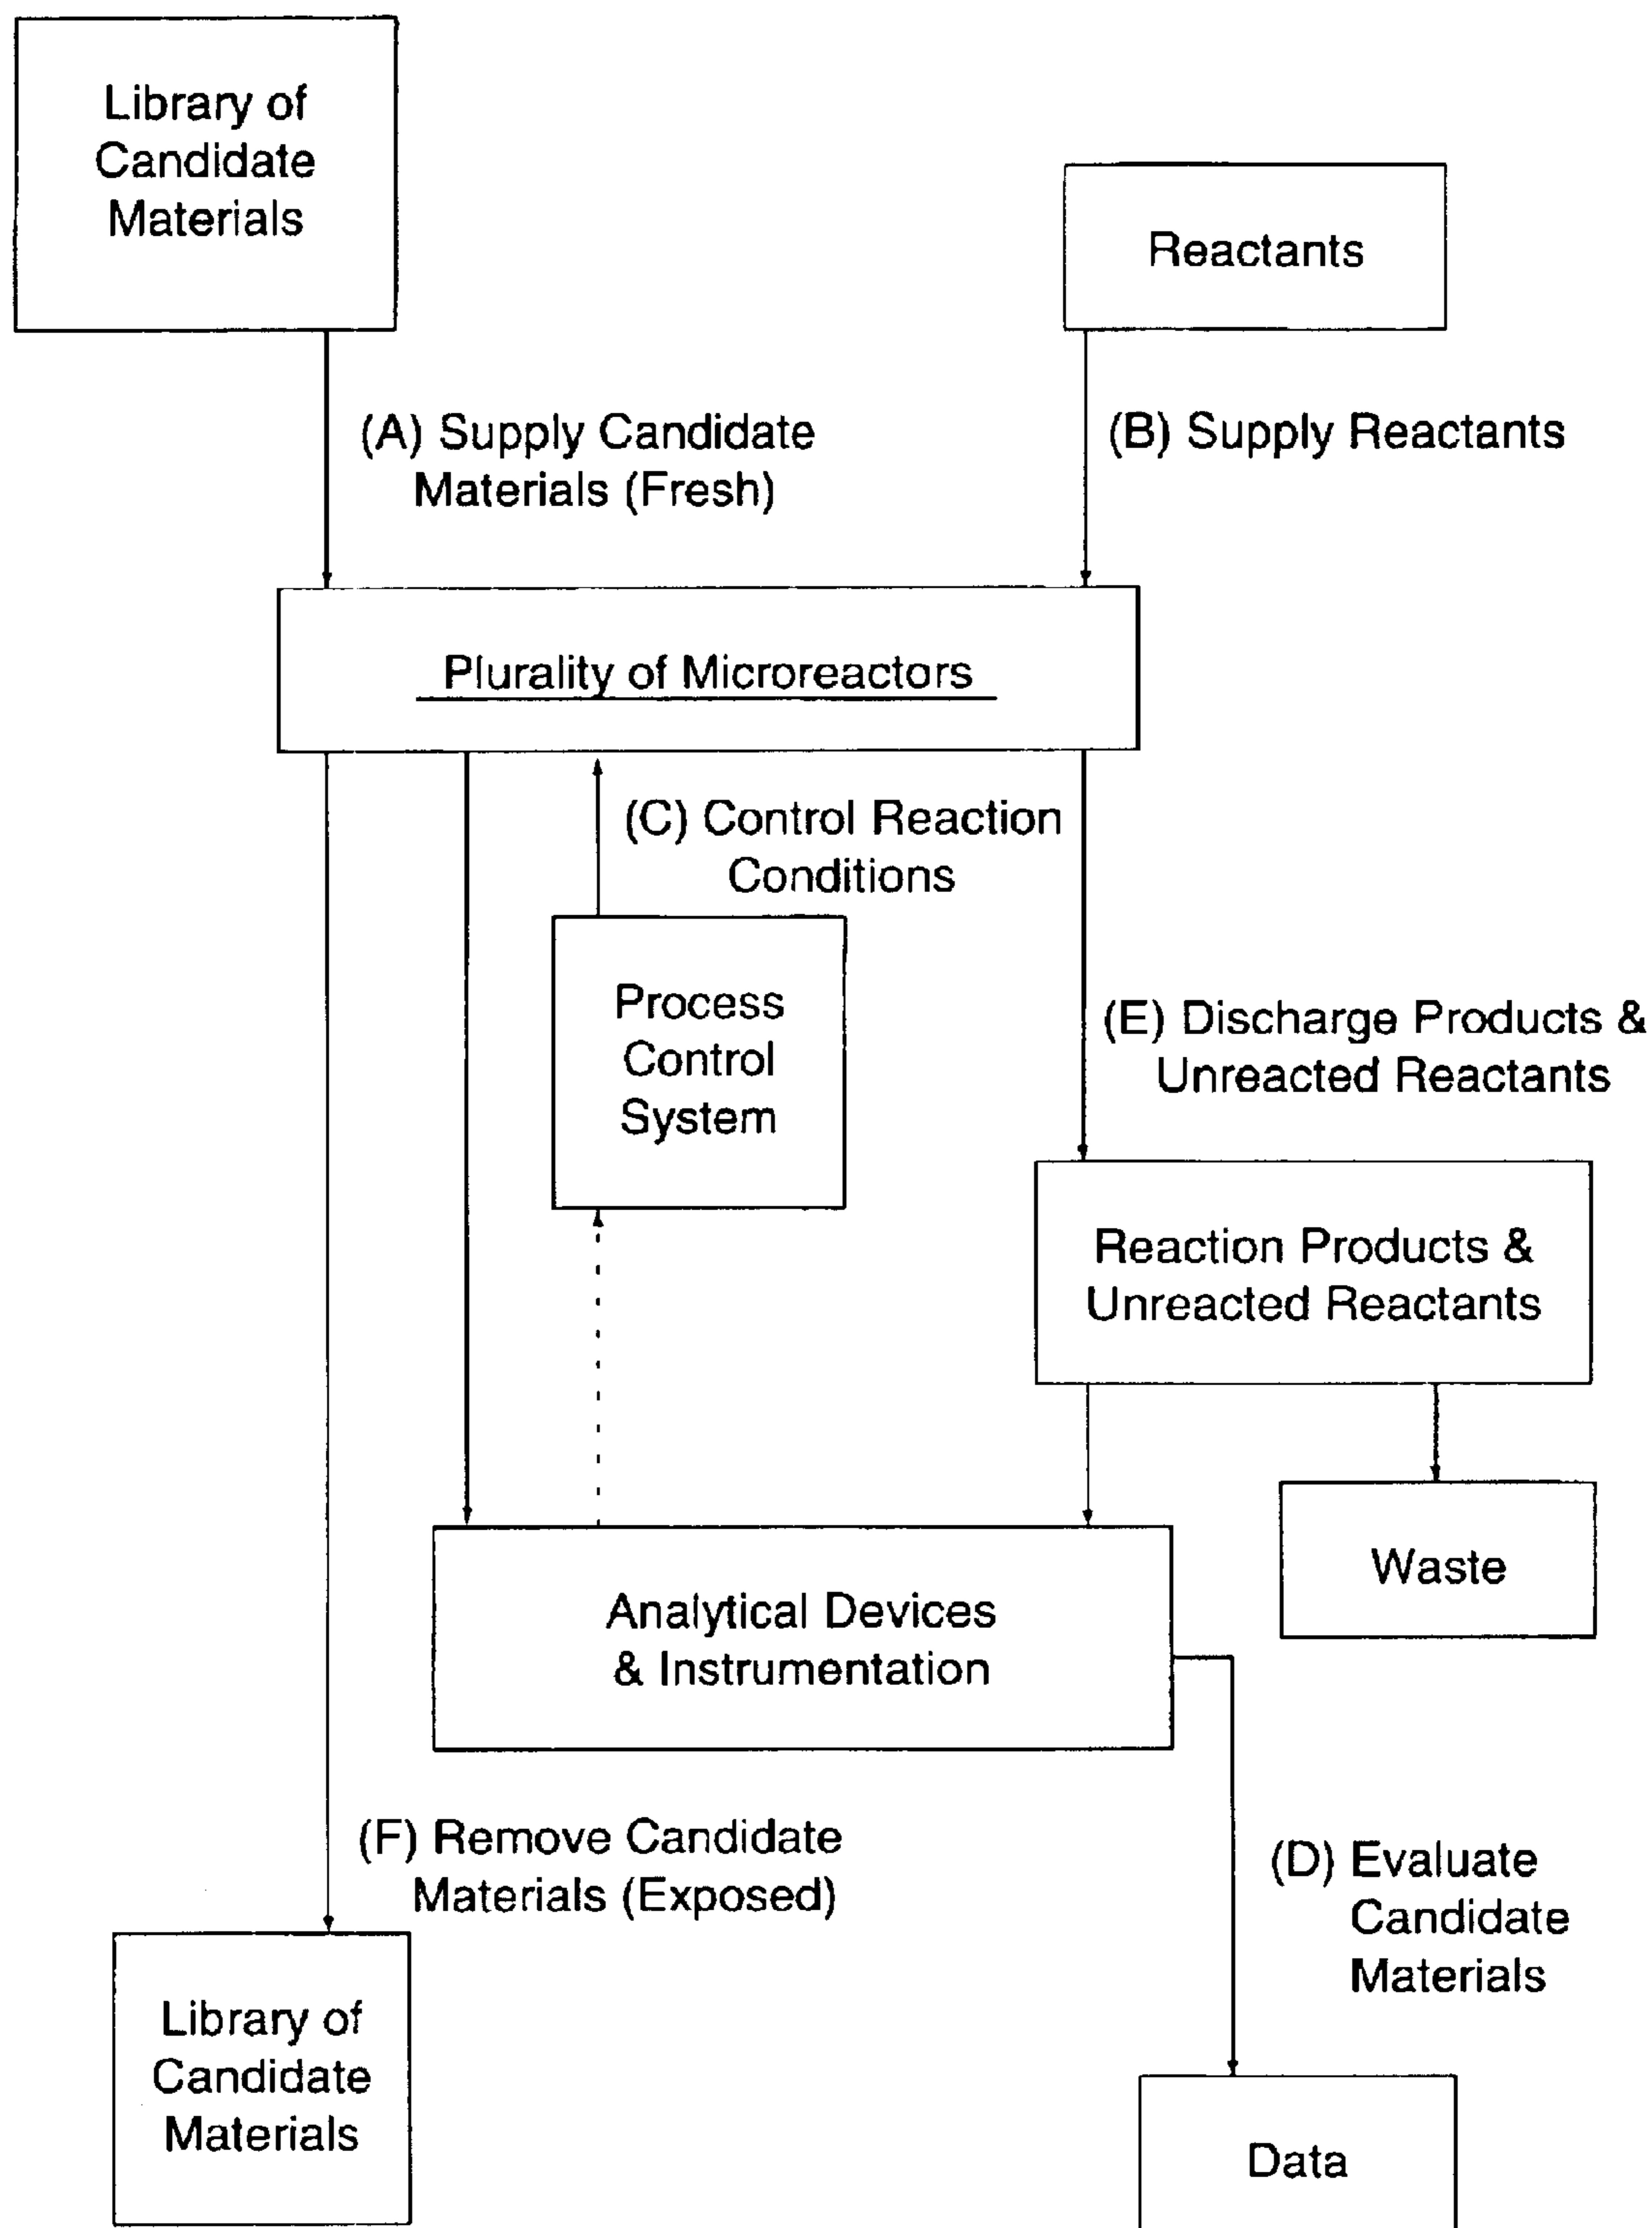 Library of
Candidate
Materials
Reactants
(A) Supply Candidate
Materials (Fresh)
(B) Supply Reactants
Plurality of Microreactors
(C) Control Reaction
Conditions
Process
Control
System
(E) Discharge Products &
Unreacted Reactants
Reaction Products &
Unreacted Reactants
Waste
Analytical Devices
& Instrumentation
(F) Remove Candidate
Materials (Exposed)
(D) Evaluate
Candidate
Materials
Library of
Candidate
Materials
Data